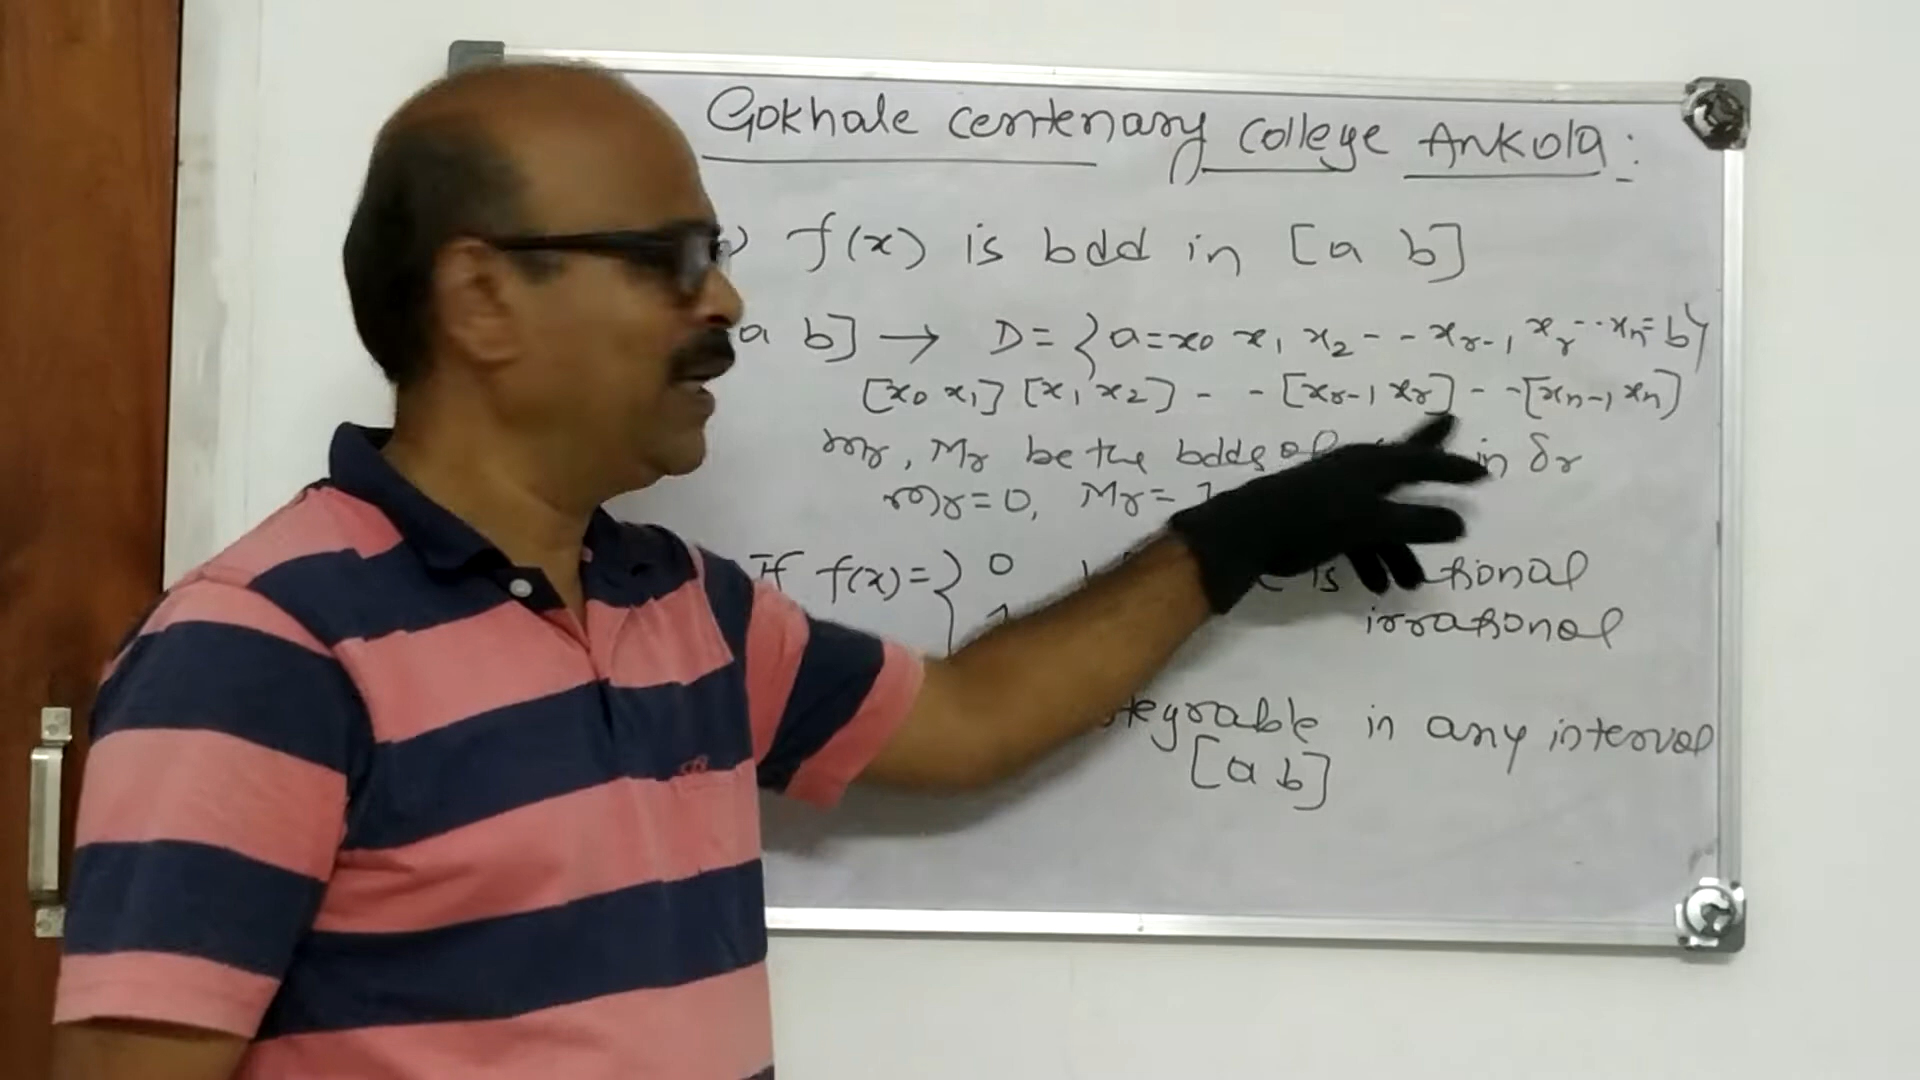 Gokhale centenary college Ankola:
f(x) is bdd in [a b]
a b] → D = {a=x₀ x₁ x₂ - - xᵣ₋₁, xᵣ -- xₙ=b}
[x₀ x₁] [x₁ x₂] - - [xᵣ₋₁ xᵣ] - - [xₙ₋₁ xₙ]
mᵣ, Mᵣ be the bdds of in δᵣ
mᵣ = 0, Mᵣ = 1
If f(x) = { 0 is rational
1 irrational
tegrable in any interval
[a b]